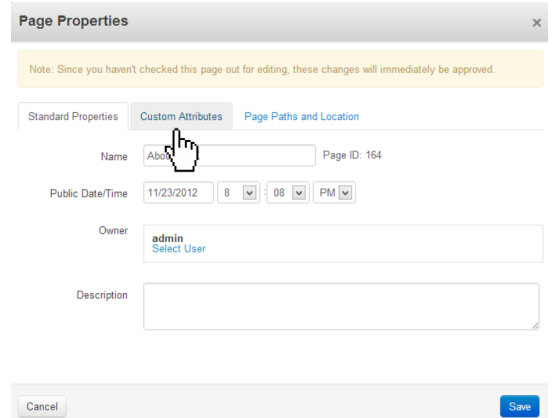 Page Properties ×
Note: Since you haven't checked this page out for editing, these changes will immediately be approved.
Standard Properties Custom Attributes Page Paths and Location
Name Page ID: 164
Public Date/Time 11/23/2012 8 : 08 PM
Owner admin
Select User
Description
Cancel Save